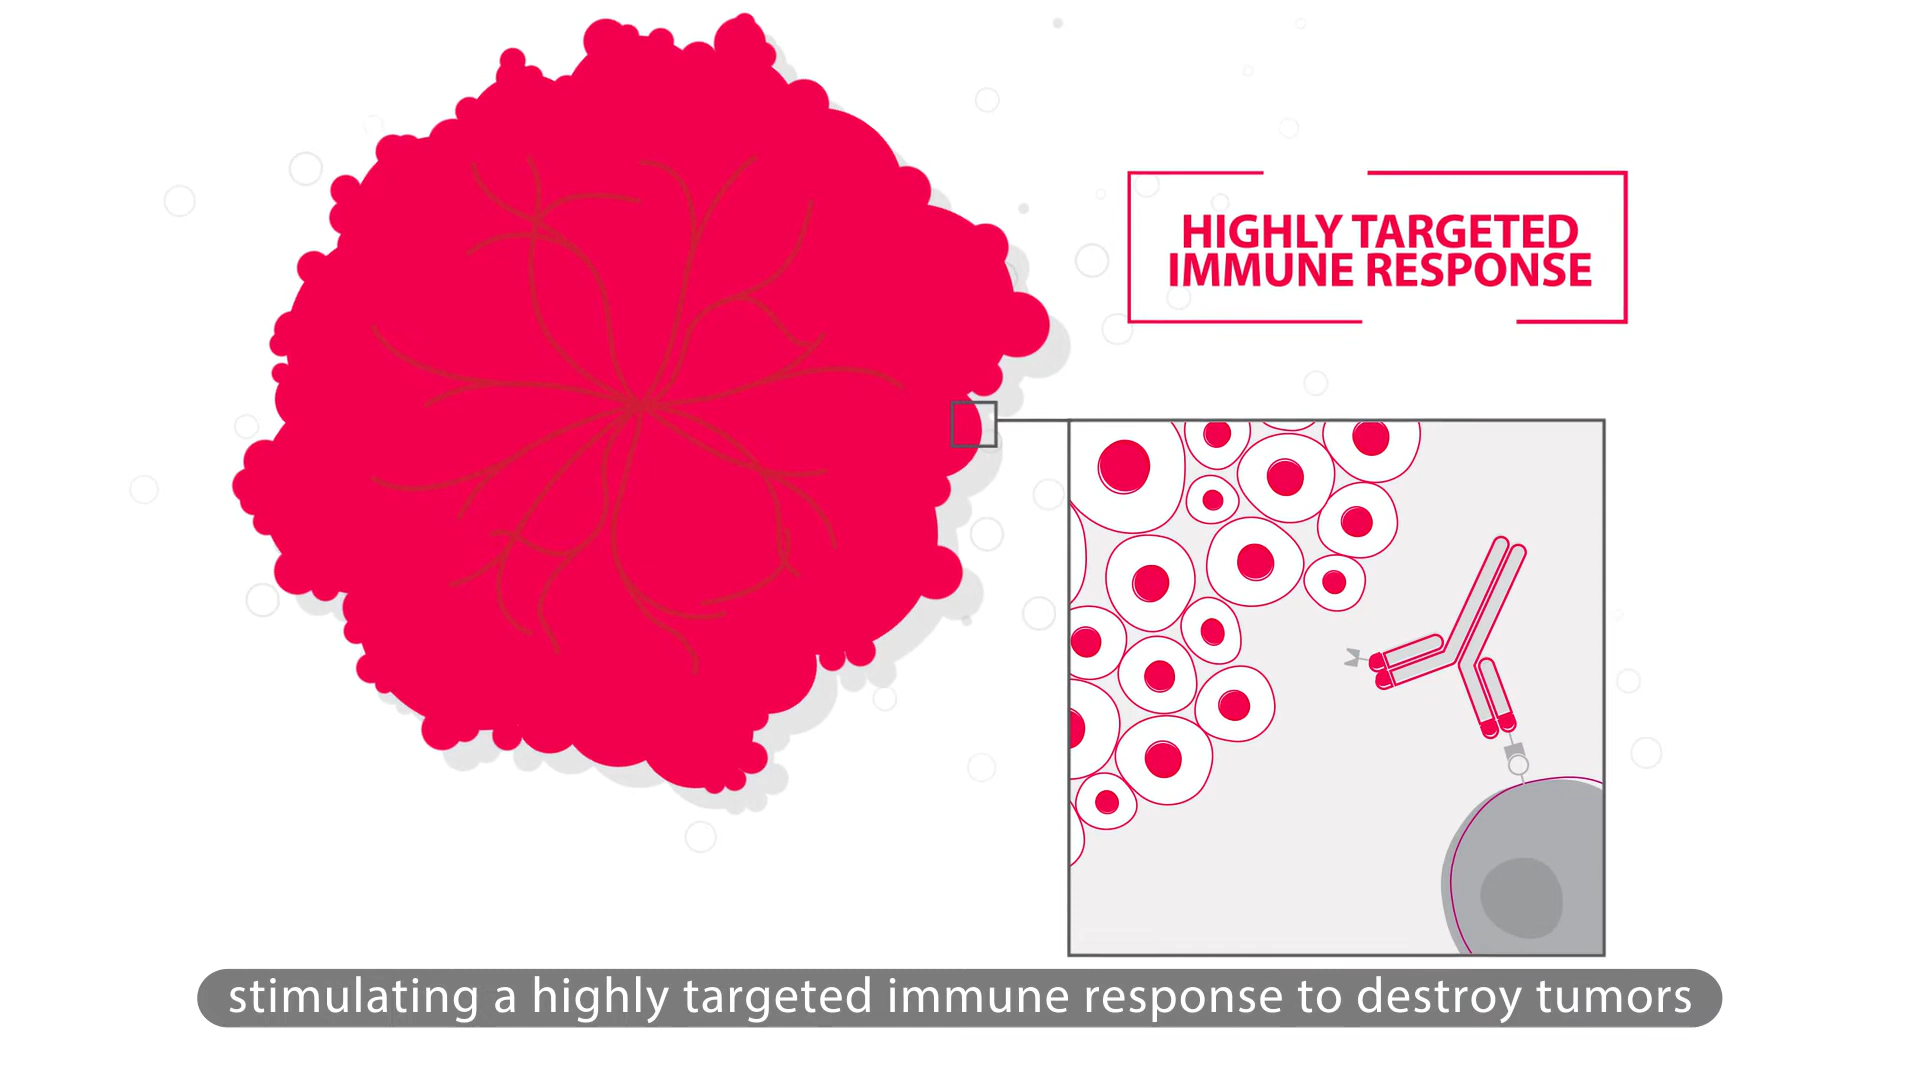 HIGHLY TARGETED
IMMUNE RESPONSE
stimulating a highly targeted immune response to destroy tumors